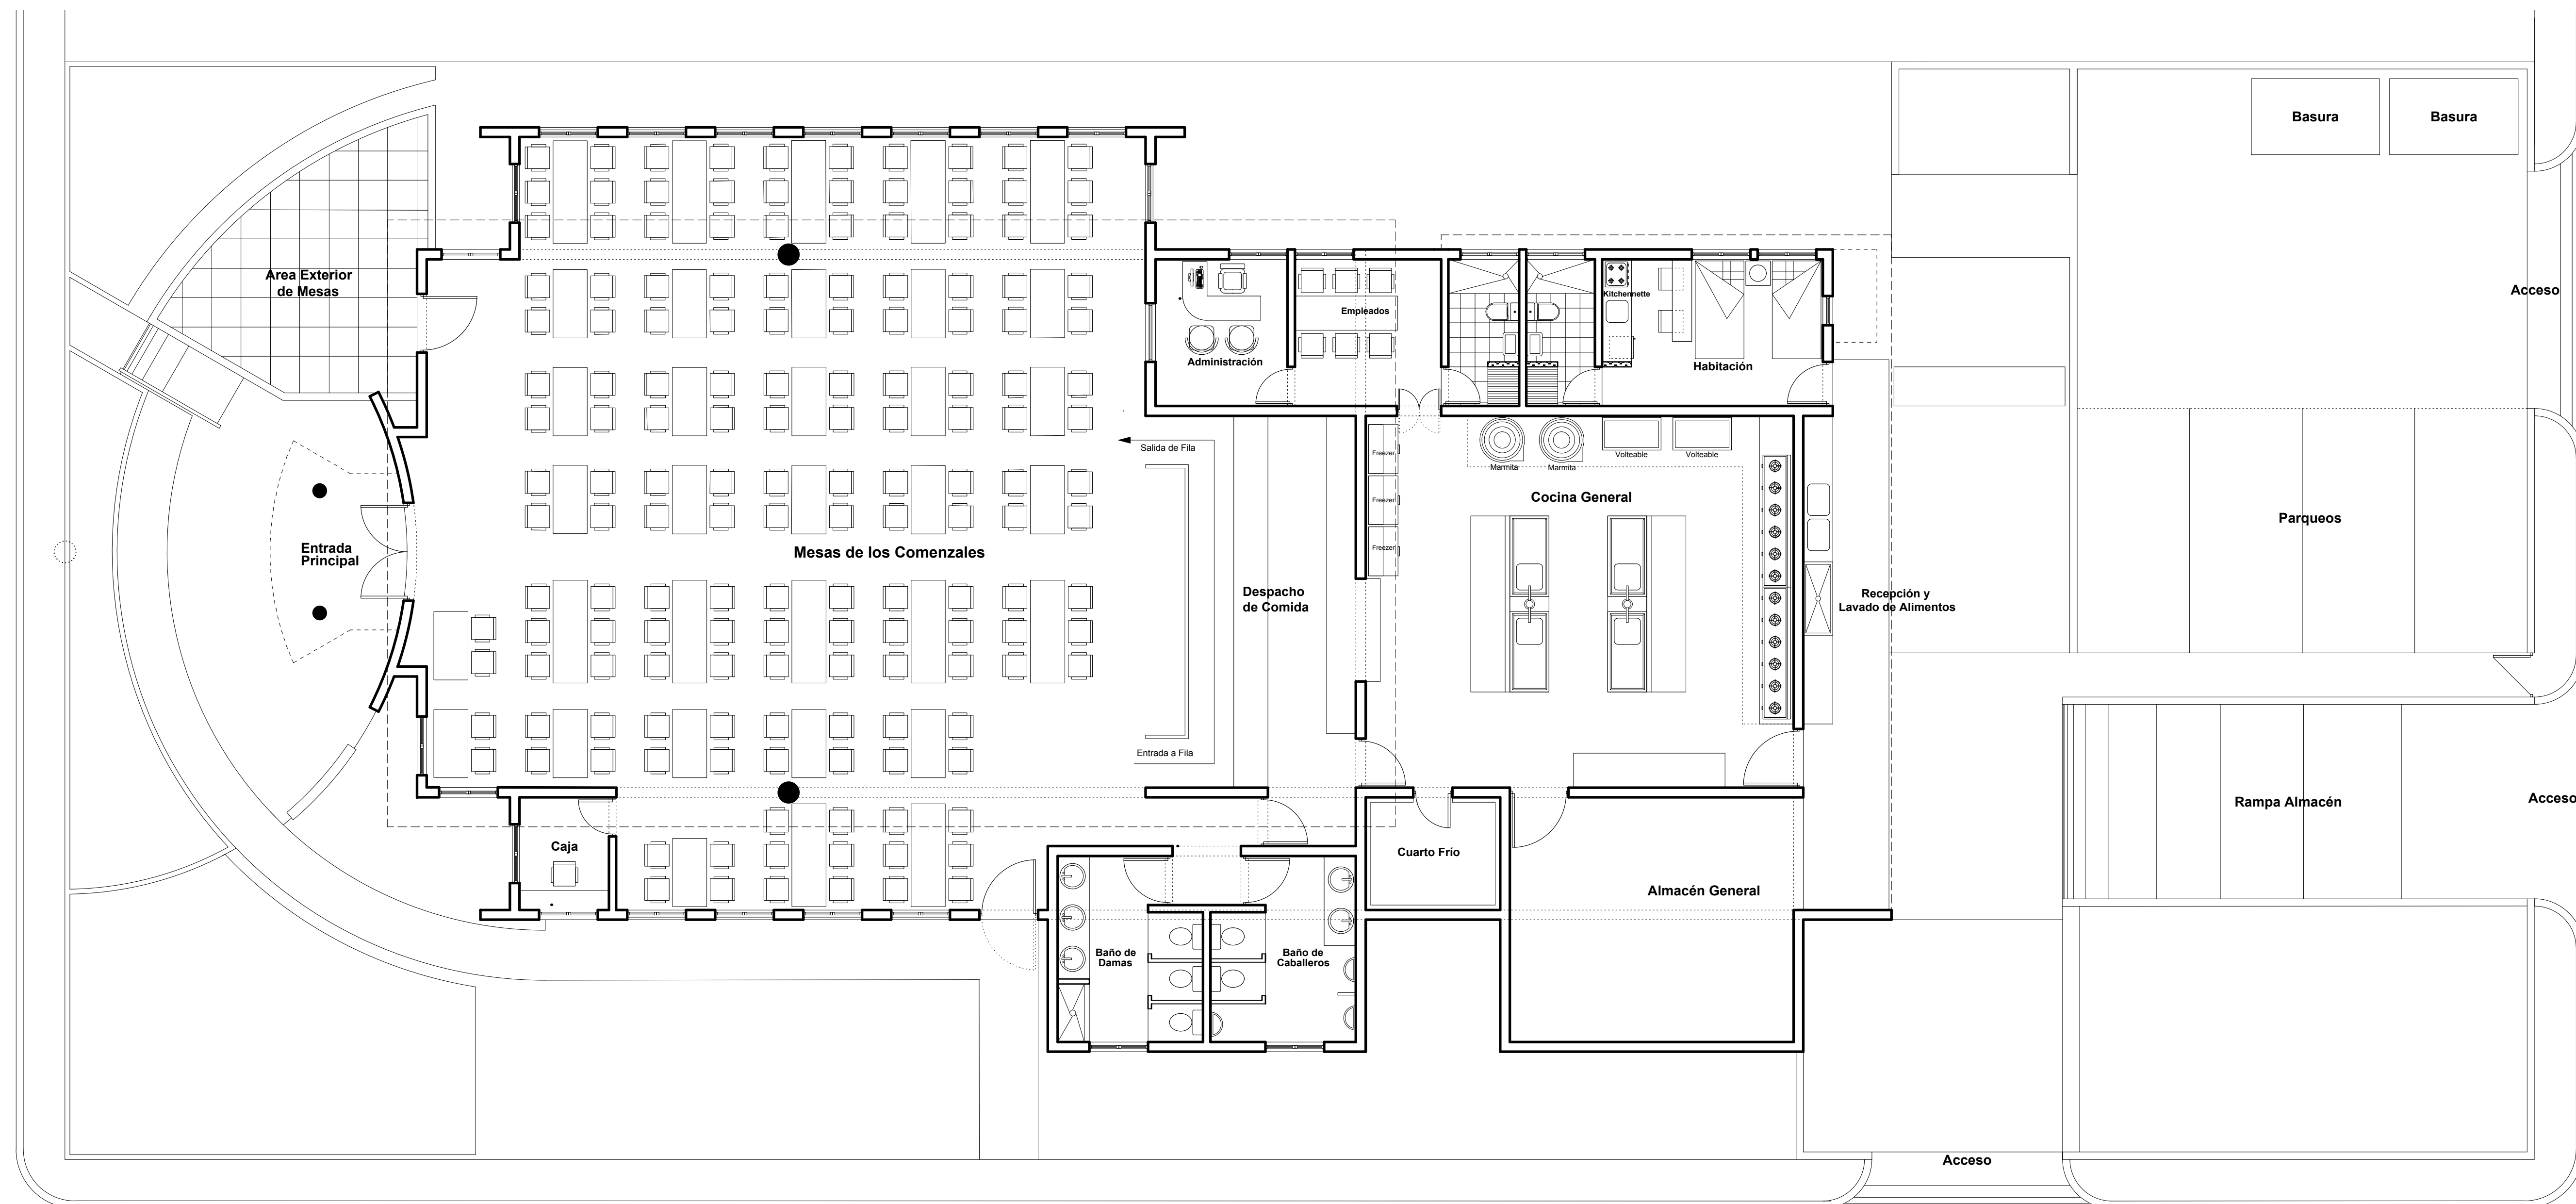 Basura
Basura
Area Exterior
de Mesas
Acceso
Kitchennette
Empleados
Administración
Habitación
Salida de Fila
Freezer
Marmita
Marmita
Volteable
Volteable
Freezer
Cocina General
Parqueos
Freezer
Entrada
Principal
Mesas de los Comenzales
Despacho
de Comida
Recepción y
Lavado de Alimentos
Entrada a Fila
Rampa Almacén
Acceso
Caja
Cuarto Frío
Almacén General
Baño de
Damas
Baño de
Caballeros
Acceso